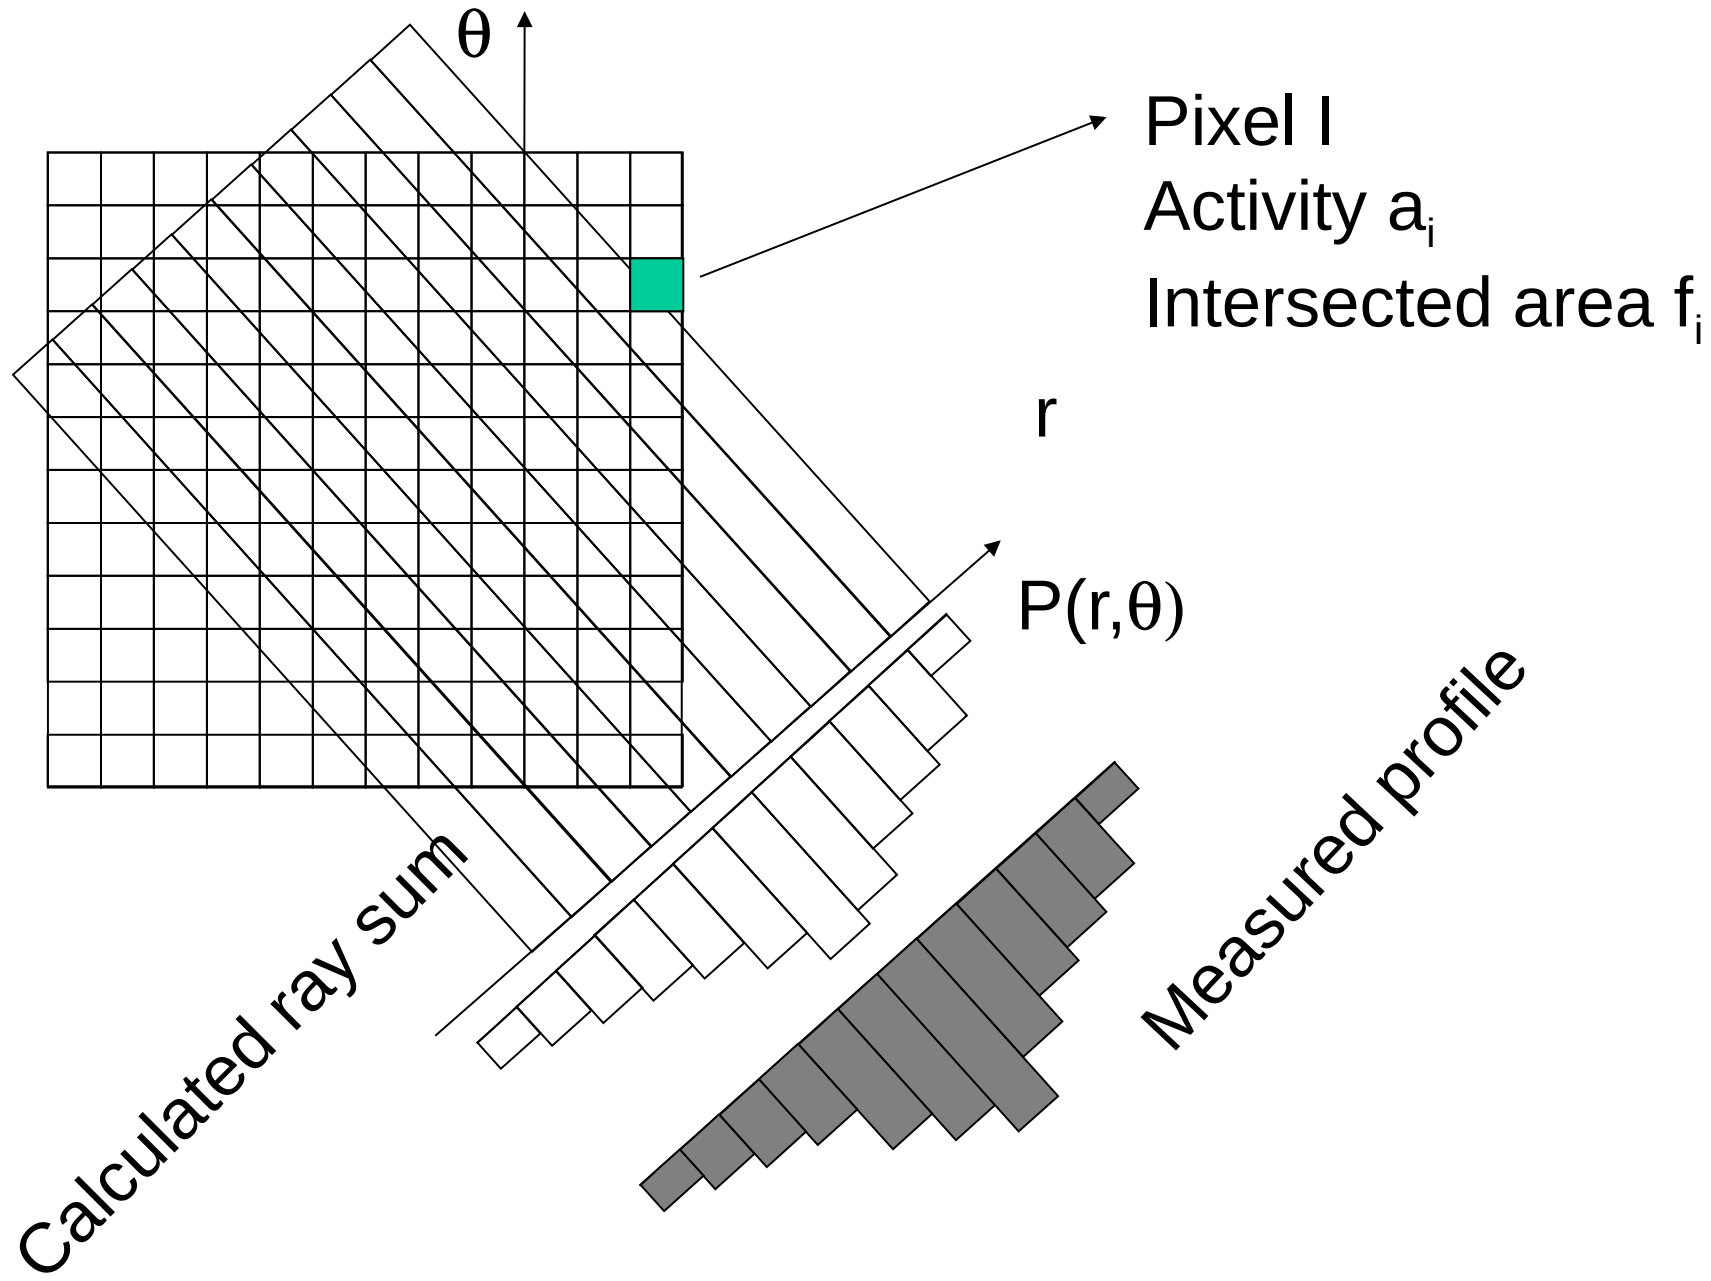 θ
Pixel I
Activity aᵢ
Intersected area fᵢ
r
P(r,θ)
Measured profile
Calculated ray sum